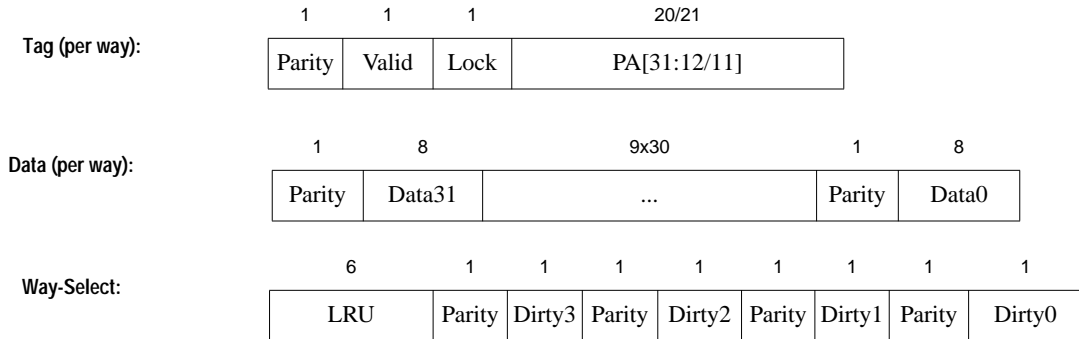 1 1 1 20/21
Tag (per way):
Parity Valid Lock PA[31:12/11]
1 8 9x30 1 8
Data (per way):
Parity Data31 ... Parity Data0
6 1 1 1 1 1 1 1 1
Way-Select:
LRU Parity Dirty3 Parity Dirty2 Parity Dirty1 Parity Dirty0